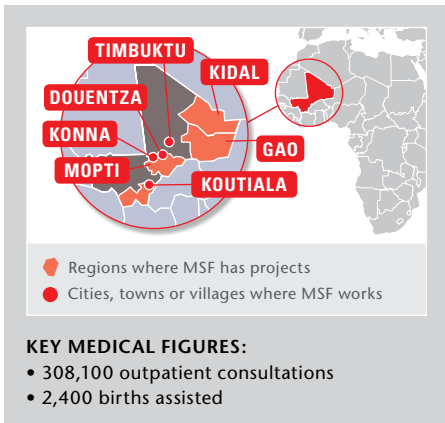 TIMBUKTU
KIDAL
DOUENTZA
KONNA
GAO
MOPTI
KOUTIALA
Regions where MSF has projects
Cities, towns or villages where MSF works
KEY MEDICAL FIGURES:
• 308,100 outpatient consultations
• 2,400 births assisted